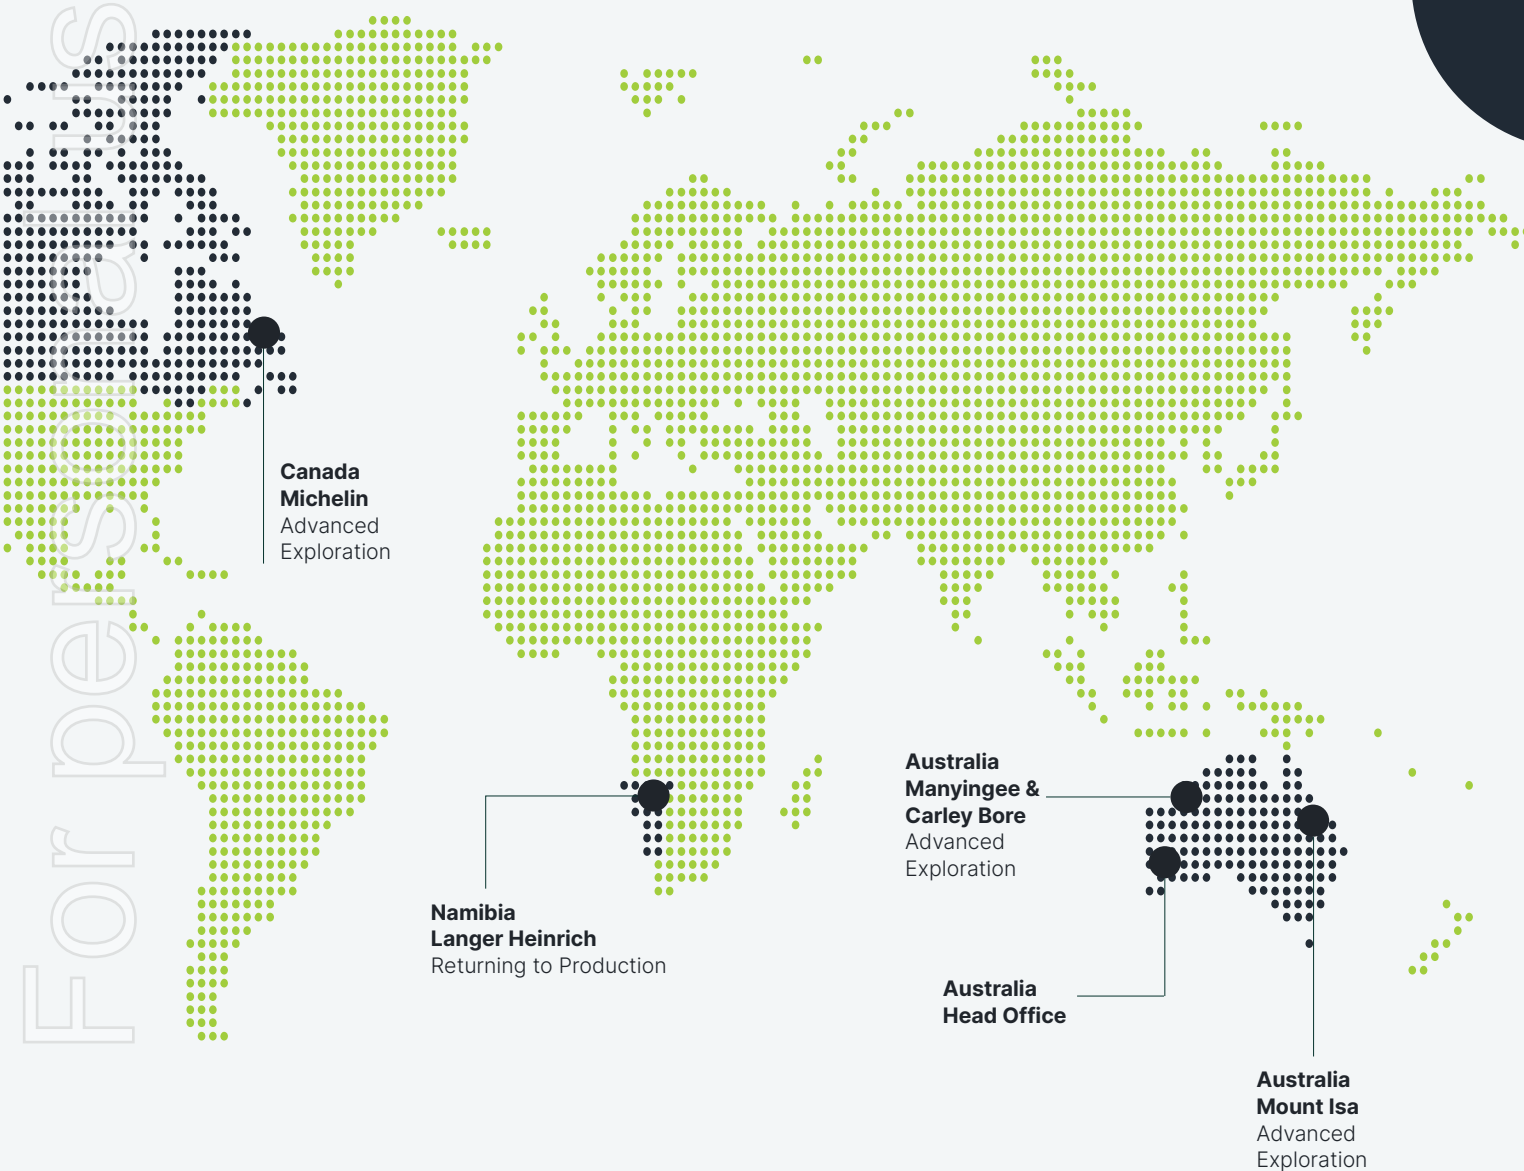 For personal us
Canada
Michelin
Advanced
Exploration
Namibia
Langer Heinrich
Returning to Production
Australia
Manyingee &
Carley Bore
Advanced
Exploration
Australia
Head Office
Australia
Mount Isa
Advanced
Exploration